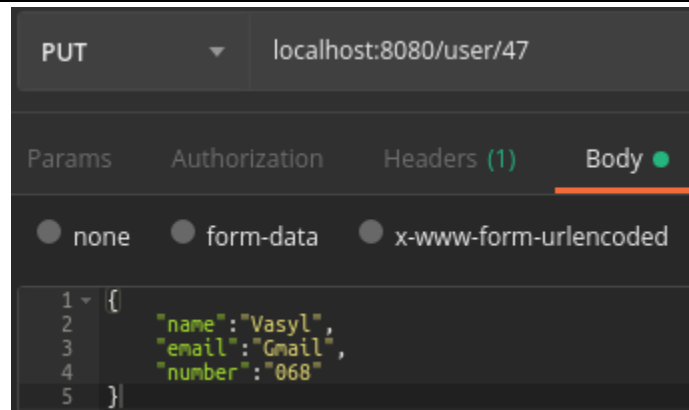 PUT localhost:8080/user/47
Params Authorization Headers (1) Body
none form-data x-www-form-urlencoded
1 {
2 "name":"Vasyl",
3 "email":"Gmail",
4 "number":"068"
5 }